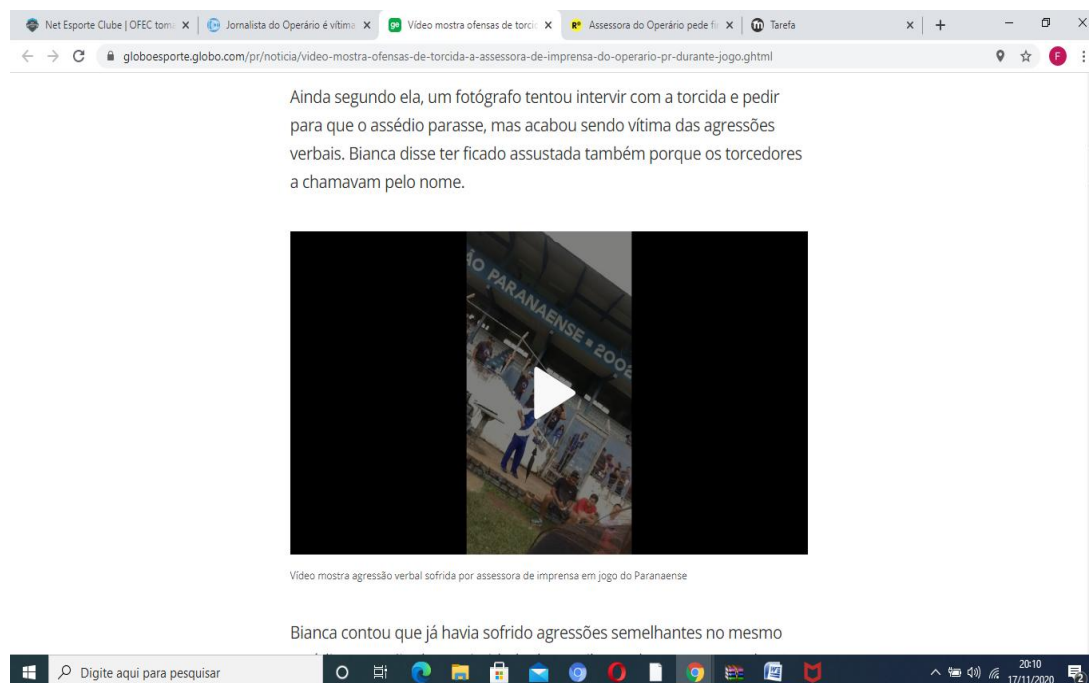 Net Esporte Clube | OFEC tom
Jornalista do Operário é vítima
ge Vídeo mostra ofensas de torci
Assessora do Operário pede fi
Tarefa
globoesporte.globo.com/pr/noticia/video-mostra-ofensas-de-torcida-a-assessora-de-imprensa-do-operario-pr-durante-jogo.ghtml
F
Ainda segundo ela, um fotógrafo tentou intervir com a torcida e pedir
para que o assédio parasse, mas acabou sendo vítima das agressões
verbais. Bianca disse ter ficado assustada também porque os torcedores
a chamavam pelo nome.
ÃO PARANAENSE - 2002
Vídeo mostra agressão verbal sofrida por assessora de imprensa em jogo do Paranaense
Bianca contou que já havia sofrido agressões semelhantes no mesmo
Digite aqui para pesquisar
20:10
17/11/2020